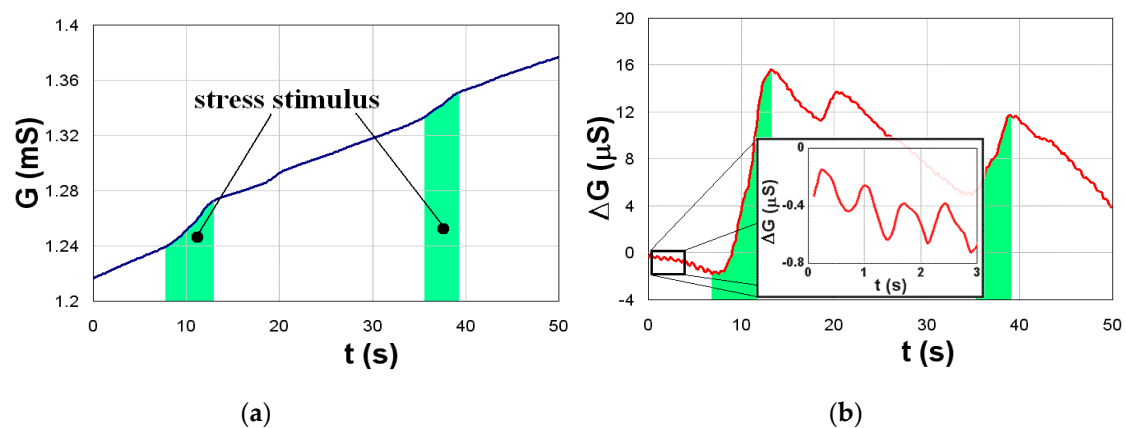 1.4
1.36
1.32
1.28
1.24
1.2
G (mS)
stress stimulus
0 10 20 30 40 50
t (s)
(a)
20
16
12
8
4
0
-4
ΔG (μS)
0
-0.4
-0.8
ΔG (μS)
0 1 2 3
t (s)
0 10 20 30 40 50
t (s)
(b)